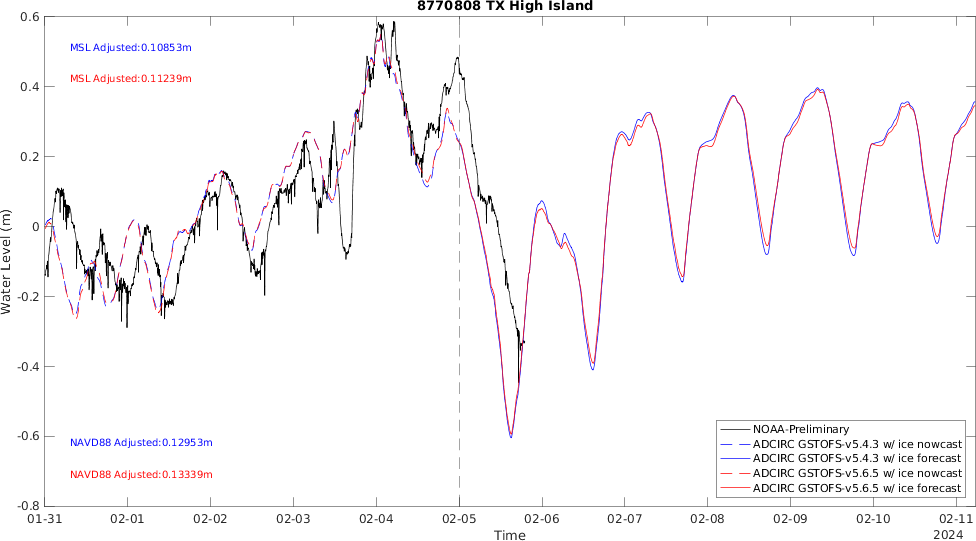 8770808 TX High Island
Water Level (m)
0.6
0.4
0.2
0
-0.2
-0.4
-0.6
-0.8
MSL Adjusted:0.10853m
MSL Adjusted:0.11239m
NAVD88 Adjusted:0.12953m
NAVD88 Adjusted:0.13339m
NOAA-Preliminary
ADCIRC GSTOFS-v5.4.3 w/ ice nowcast
ADCIRC GSTOFS-v5.4.3 w/ ice forecast
ADCIRC GSTOFS-v5.6.5 w/ ice nowcast
ADCIRC GSTOFS-v5.6.5 w/ ice forecast
01-31 02-01 02-02 02-03 02-04 02-05 02-06 02-07 02-08 02-09 02-10 02-11
Time
2024